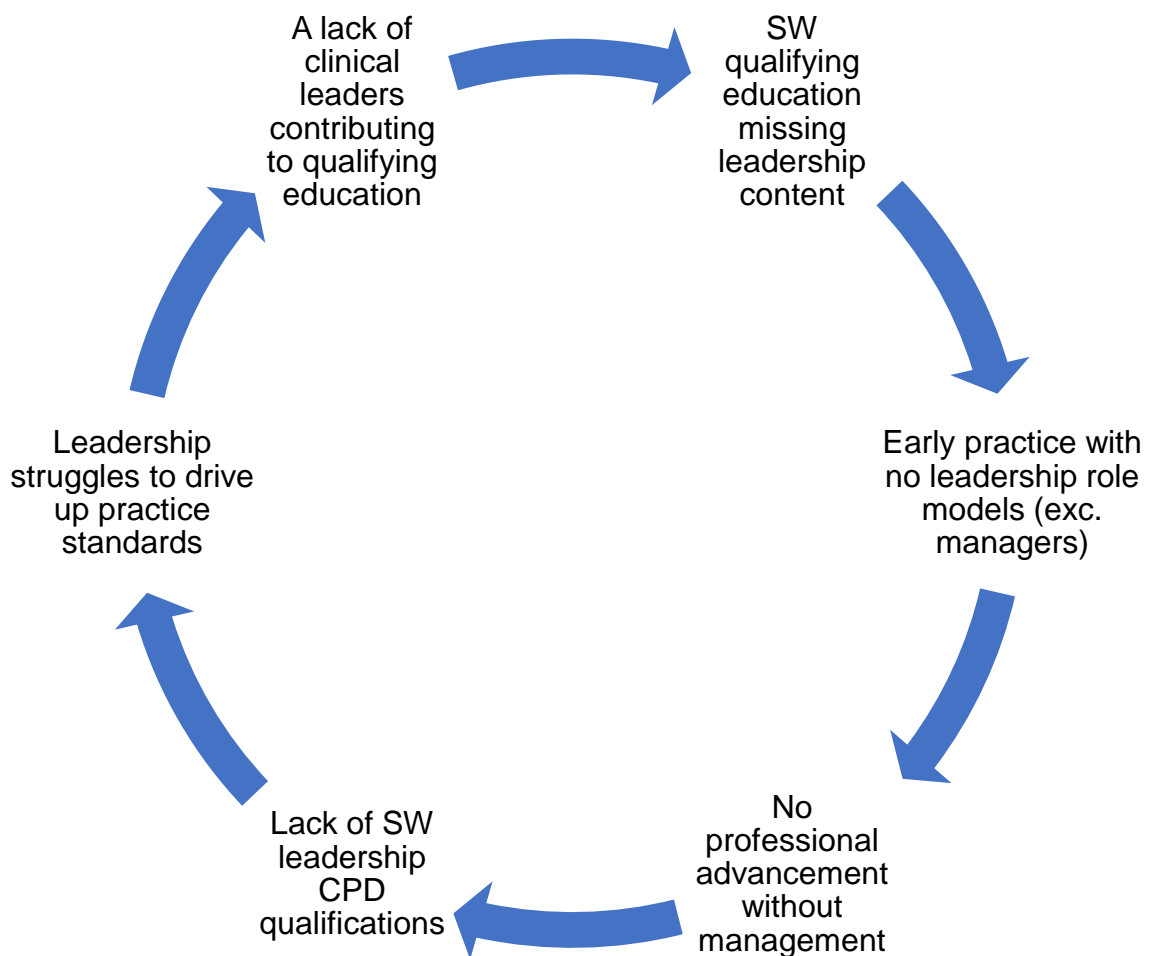 A lack of
clinical
leaders
contributing
to qualifying
education
SW
qualifying
education
missing
leadership
content
Early practice with
no leadership role
models (exc.
managers)
No
professional
advancement
without
management
Lack of SW
leadership
CPD
qualifications
Leadership
struggles to drive
up practice
standards